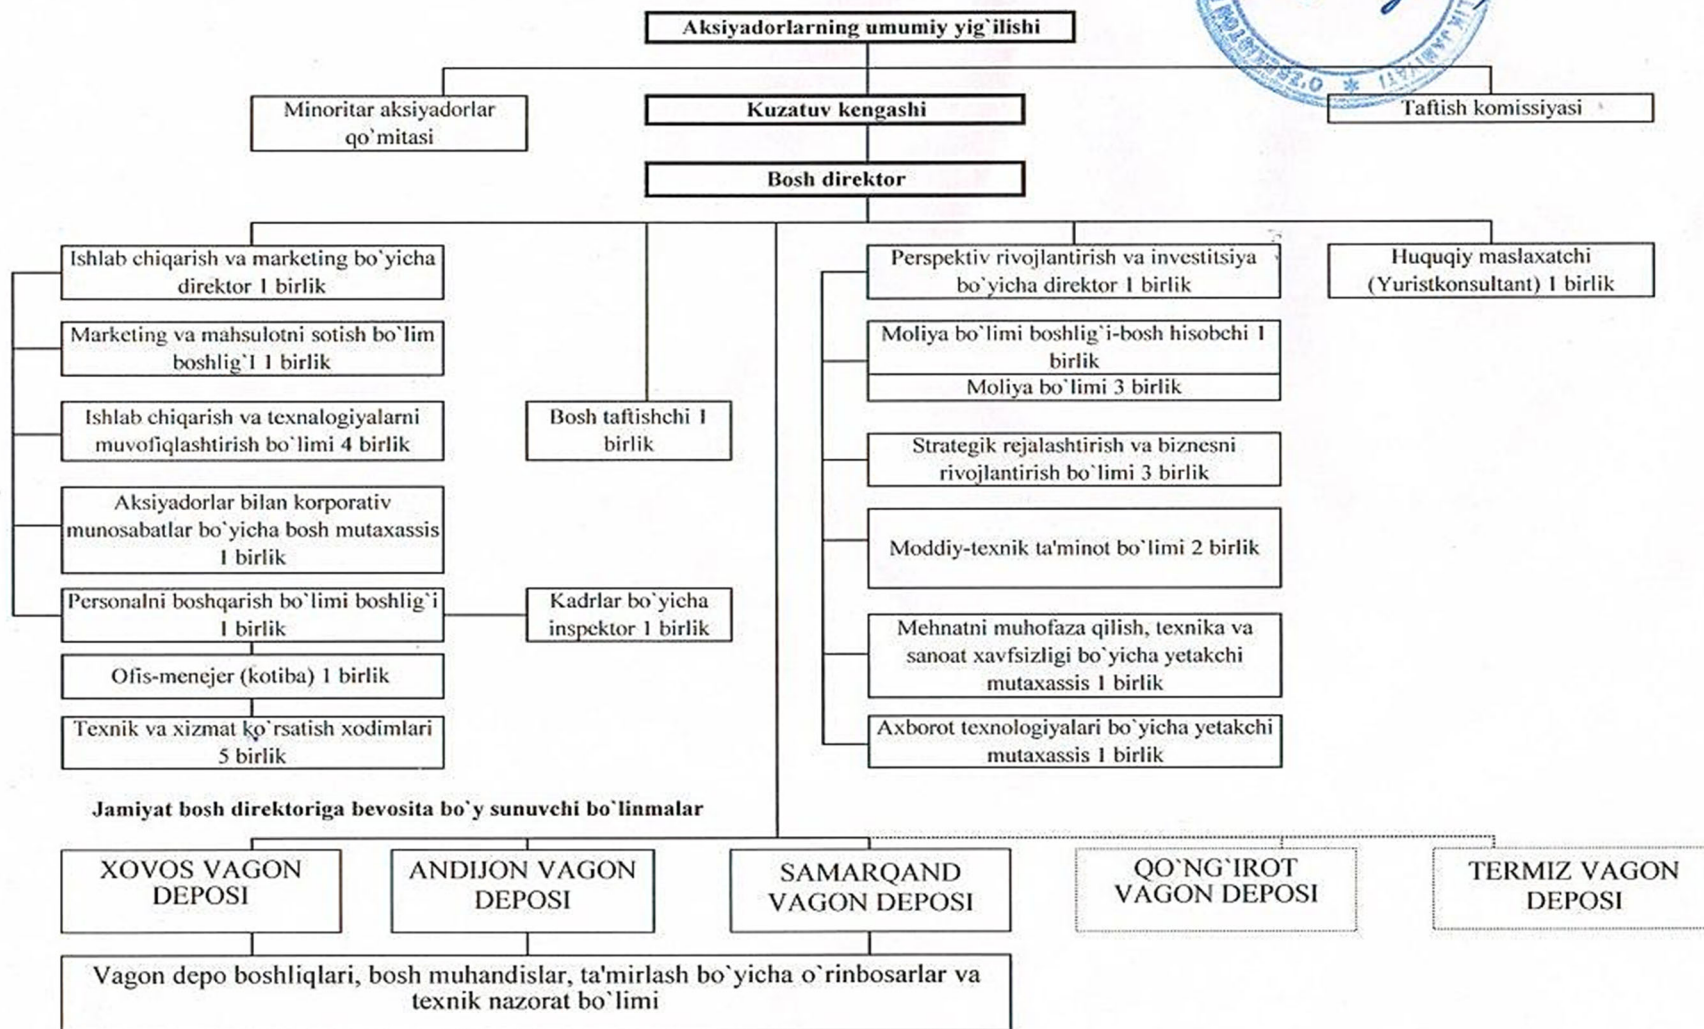 Aksiyadorlarning umumiy yig`ilishi
Minoritar aksiyadorlar
qo`mitasi
Kuzatuv kengashi
Taftish komissiyasi
Bosh direktor
Ishlab chiqarish va marketing bo`yicha
direktor 1 birlik
Marketing va mahsulotni sotish bo`lim
boshlig`I 1 birlik
Ishlab chiqarish va texnalogiyalarni
muvofiqlashtirish bo`limi 4 birlik
Aksiyadorlar bilan korporativ
munosabatlar bo`yicha bosh mutaxassis
1 birlik
Personalni boshqarish bo`limi boshlig`i
1 birlik
Ofis-menejer (kotiba) 1 birlik
Texnik va xizmat ko`rsatish xodimlari
5 birlik
Bosh taftishchi 1
birlik
Kadrlar bo`yicha
inspektor 1 birlik
Perspektiv rivojlantirish va investitsiya
bo`yicha direktor 1 birlik
Moliya bo`limi boshlig`i-bosh hisobchi 1
birlik
Moliya bo`limi 3 birlik
Strategik rejalashtirish va biznesni
rivojlantirish bo`limi 3 birlik
Moddiy-texnik ta'minot bo`limi 2 birlik
Mehnatni muhofaza qilish, texnika va
sanoat xavfsizligi bo`yicha yetakchi
mutaxassis 1 birlik
Axborot texnologiyalari bo`yicha yetakchi
mutaxassis 1 birlik
Huquqiy maslaxatchi
(Yuristkonsultant) 1 birlik
Jamiyat bosh direktoriga bevosita bo`y sunuvchi bo`linmalar
XOVOS VAGON
DEPOSI
ANDIJON VAGON
DEPOSI
SAMARQAND
VAGON DEPOSI
QO`NG`IROT
VAGON DEPOSI
TERMIZ VAGON
DEPOSI
Vagon depo boshliqlari, bosh muhandislar, ta'mirlash bo`yicha o`rinbosarlar va
texnik nazorat bo`limi